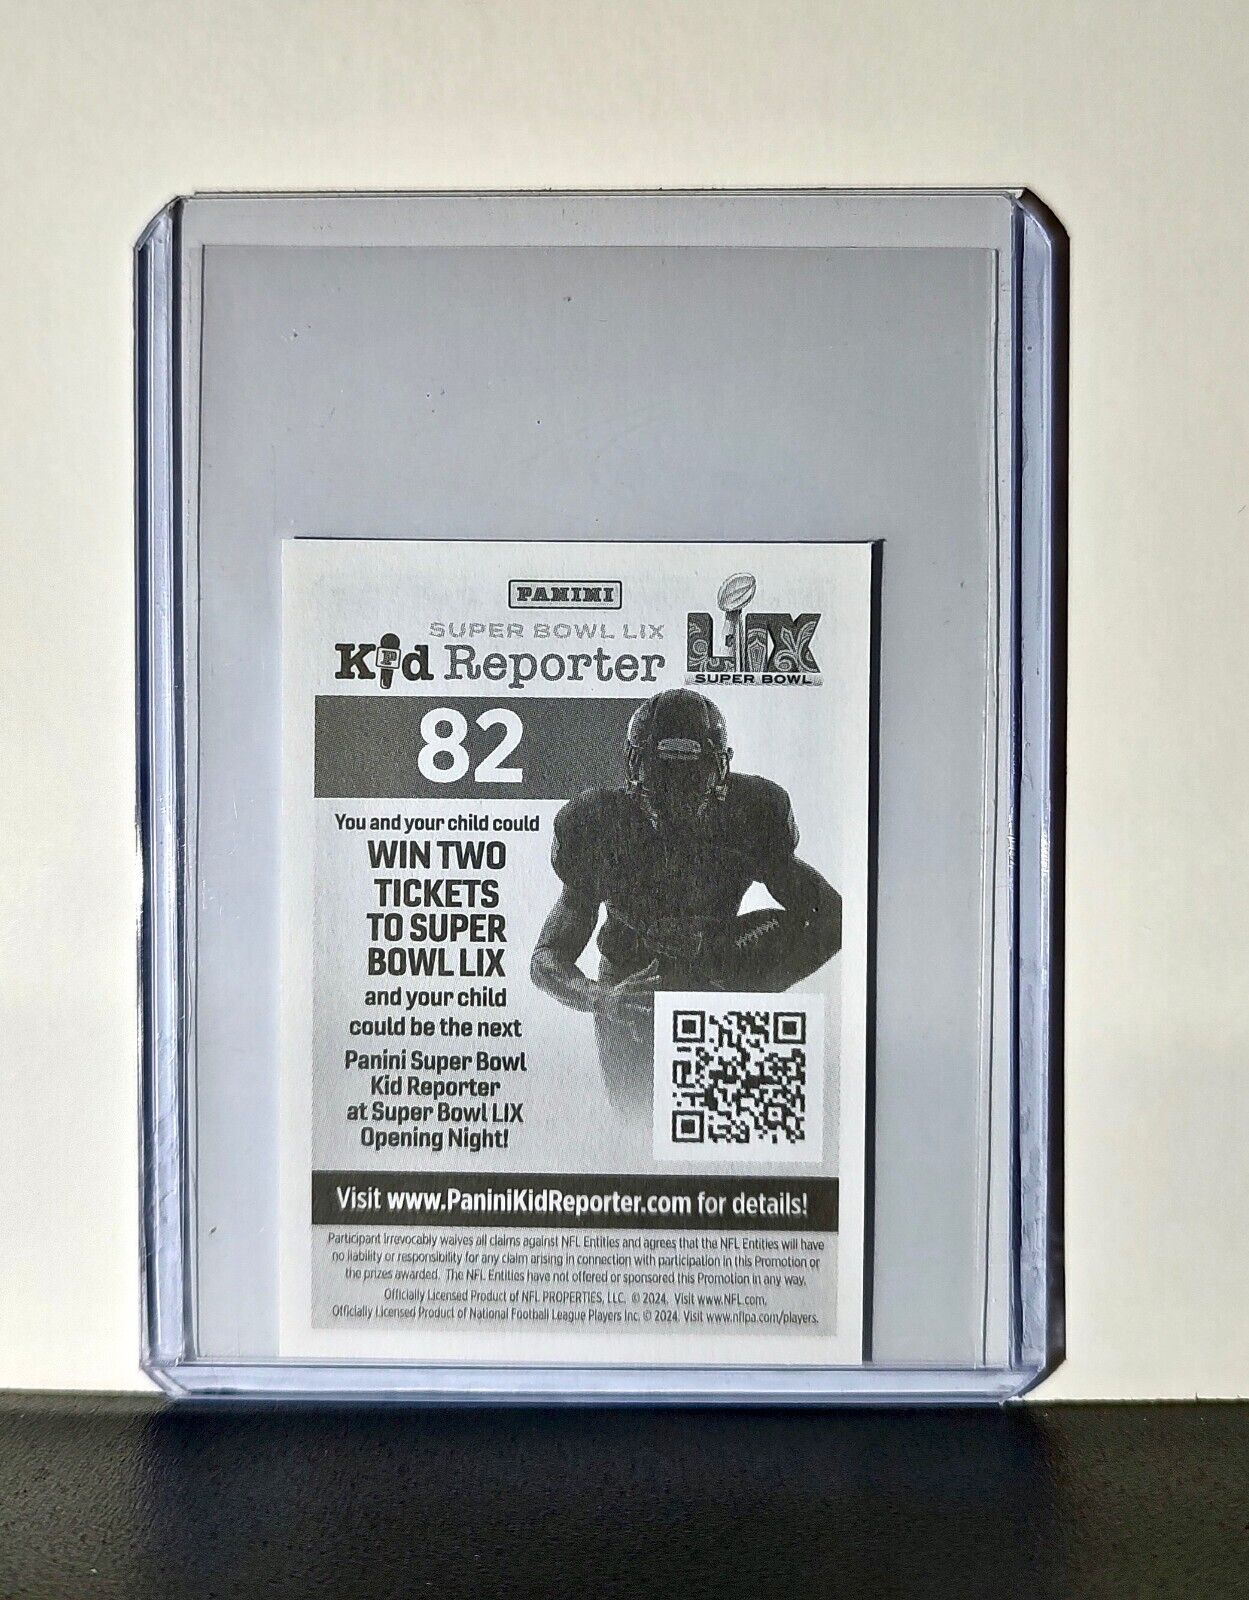 PANINI
SUPER BOWL LIX
Kid Reporter
LIX
SUPER BOWL
82
You and your child could
WIN TWO
TICKETS
TO SUPER
BOWL LIX
and your child
could be the next
Panini Super Bowl
Kid Reporter
at Super Bowl LIX
Opening Night!
Visit www.PaniniKidReporter.com for details!
Participant irrevocably waives all claims against NFL Entities and agrees that the NFL Entities will have
no liability or responsibility for any claim arising in connection with participation in this Promotion or
the prizes awarded. The NFL Entities have not offered or sponsored this Promotion in any way.
Officially Licensed Product of NFL PROPERTIES, LLC. © 2024. Visit www.NFL.com.
Officially Licensed Product of National Football League Players Inc. © 2024. Visit www.nflpa.com/players.